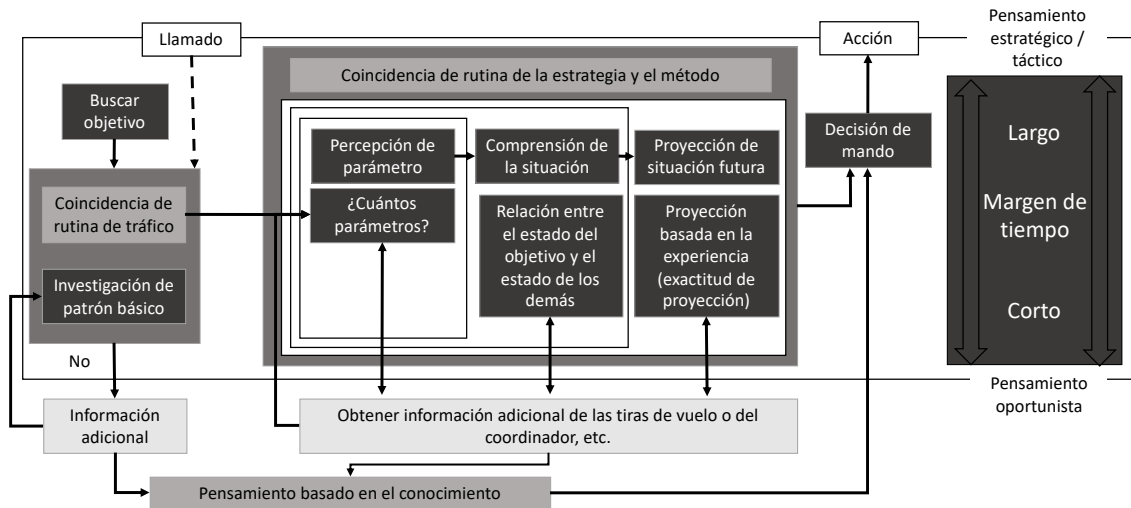 Llamado
Acción
Pensamiento
estratégico /
táctico
Coincidencia de rutina de la estrategia y el método
Buscar
objetivo
Percepción de
parámetro
Comprensión de
la situación
Proyección de
situación futura
Decisión de
mando
Largo
Coincidencia de
rutina de tráfico
¿Cuántos
parámetros?
Relación entre
el estado del
objetivo y el
estado de los
demás
Proyección
basada en la
experiencia
(exactitud de
proyección)
Margen de
tiempo
Investigación de
patrón básico
Corto
No
Pensamiento
oportunista
Información
adicional
Obtener información adicional de las tiras de vuelo o del
coordinador, etc.
Pensamiento basado en el conocimiento